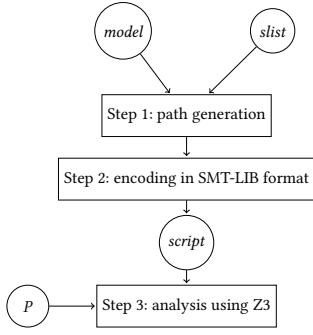 model
slist
Step 1: path generation
Step 2: encoding in SMT-LIB format
script
P
Step 3: analysis using Z3